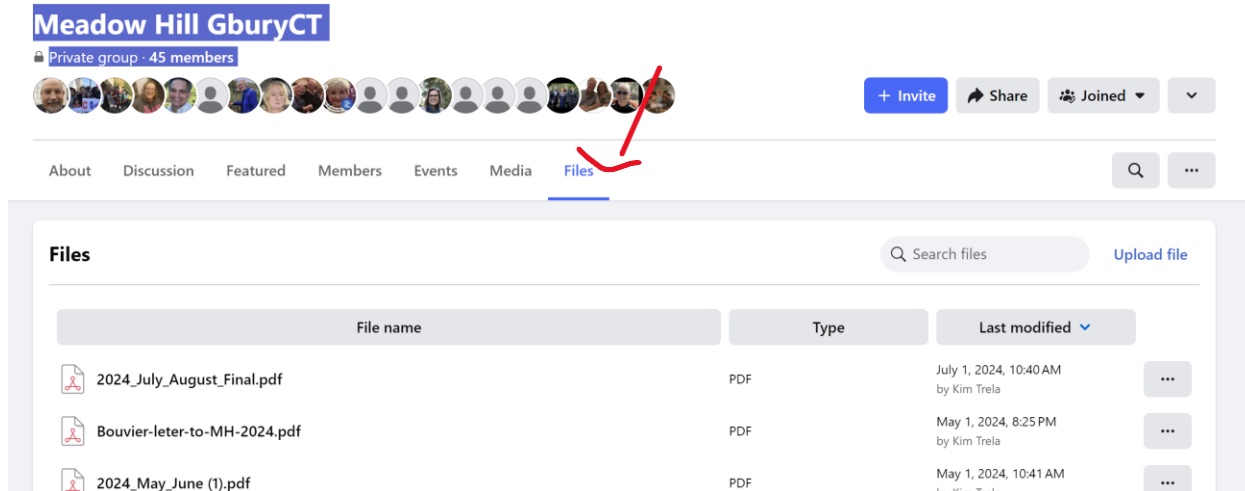 Meadow Hill GburyCT
Private group · 45 members
+ Invite
Share
Joined
About
Discussion
Featured
Members
Events
Media
Files
Files
Search files
Upload file
File name
Type
Last modified
2024_July_August_Final.pdf
PDF
July 1, 2024, 10:40 AM
by Kim Trela
Bouvier-leter-to-MH-2024.pdf
PDF
May 1, 2024, 8:25 PM
by Kim Trela
2024_May_June (1).pdf
PDF
May 1, 2024, 10:41 AM
by Kim Trela